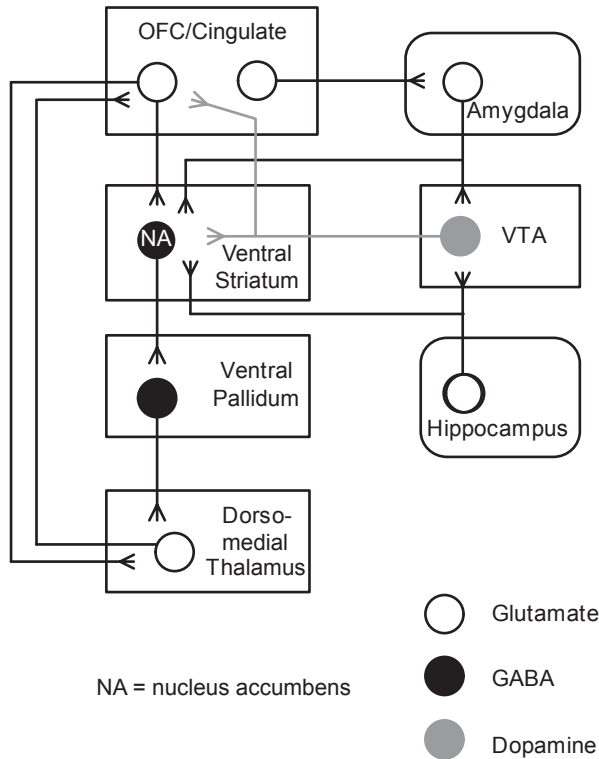 OFC/Cingulate
Amygdala
NA
Ventral
Striatum
VTA
Ventral
Pallidum
Hippocampus
Dorso-
medial
Thalamus
Glutamate
NA = nucleus accumbens
GABA
Dopamine